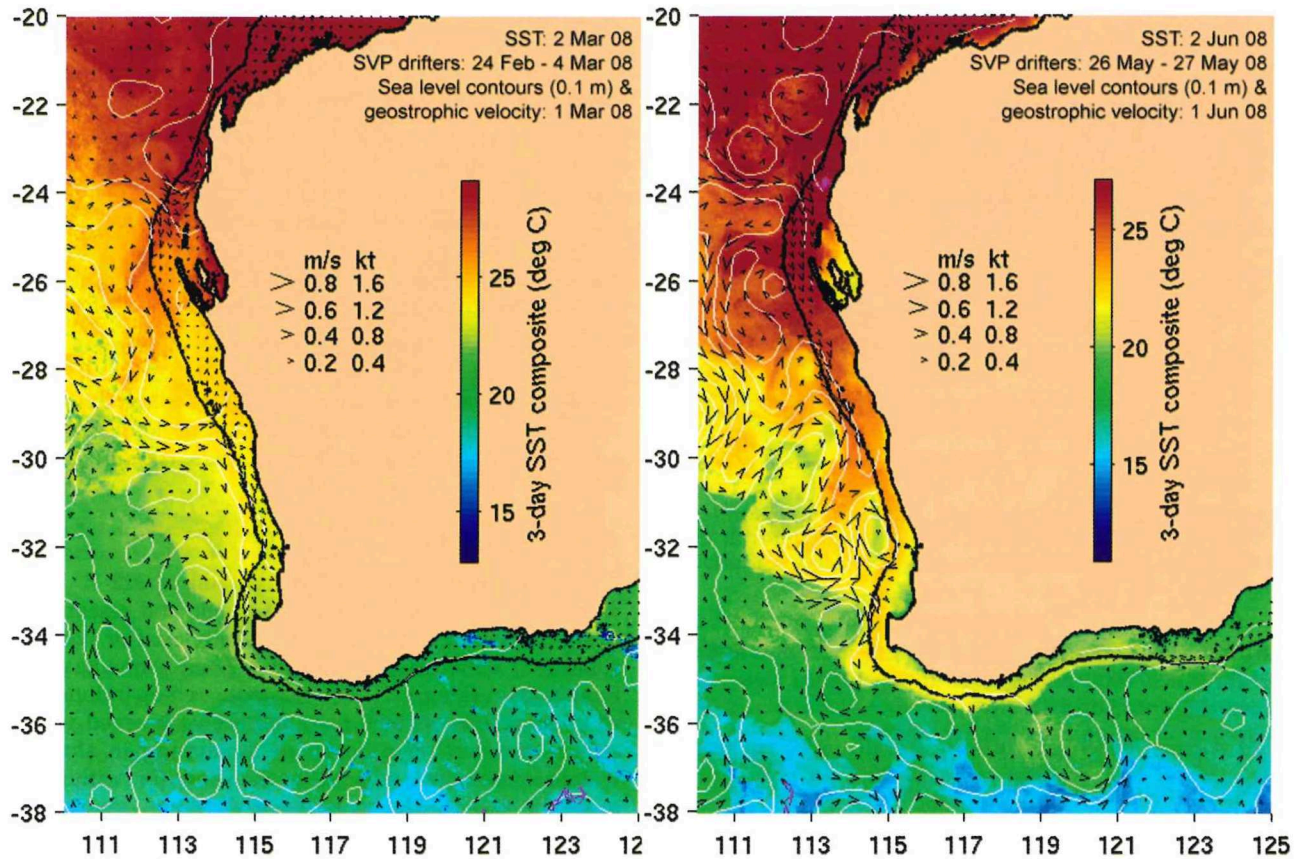 -20
-22
-24
-26
-28
-30
-32
-34
-36
-38
SST: 2 Mar 08
SVP drifters: 24 Feb - 4 Mar 08
Sea level contours (0.1 m) &
geostrophic velocity: 1 Mar 08
m/s kt
> 0.8 1.6
> 0.6 1.2
> 0.4 0.8
> 0.2 0.4
25
20
15
3-day SST composite (deg C)
111 113 115 117 119 121 123 12
-20
-22
-24
-26
-28
-30
-32
-34
-36
-38
SST: 2 Jun 08
SVP drifters: 26 May - 27 May 08
Sea level contours (0.1 m) &
geostrophic velocity: 1 Jun 08
m/s kt
> 0.8 1.6
> 0.6 1.2
> 0.4 0.8
> 0.2 0.4
25
20
15
3-day SST composite (deg C)
111 113 115 117 119 121 123 125